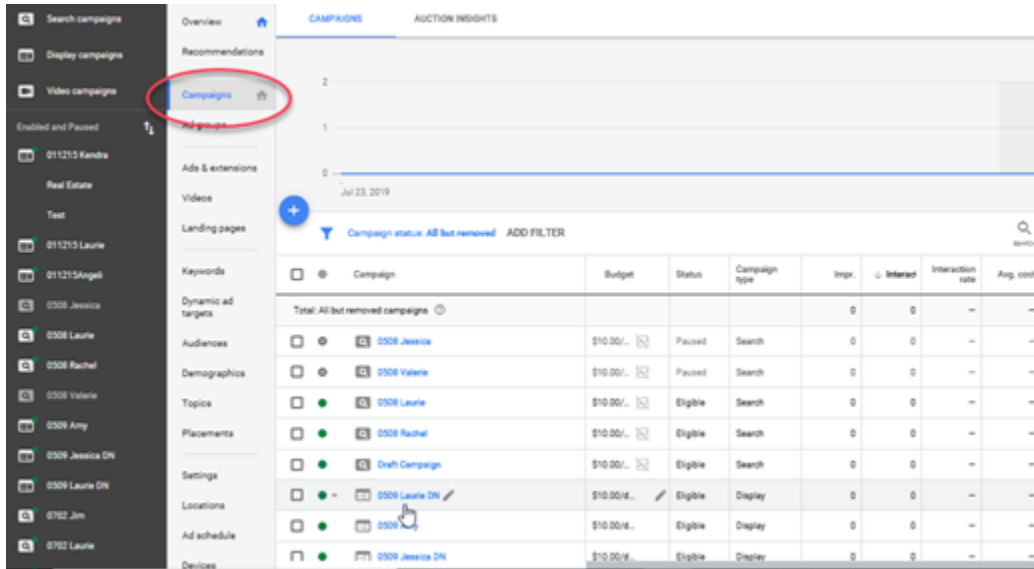 Search campaigns
Display campaigns
Video campaigns
Enabled and Paused
011215 Kendra
Real Estate
Test
011215 Laurie
011215Angeli
0508 Jessica
0508 Laurie
0508 Rachel
0508 Valerie
0509 Amy
0509 Jessica DN
0509 Laurie DN
0702 Jim
0702 Laurie
Overview
Recommendations
Campaigns
Ad groups
Ads & extensions
Videos
Landing pages
Keywords
Dynamic ad
targets
Audiences
Demographics
Topics
Placements
Settings
Locations
Ad schedule
Devices
CAMPAIGNS AUCTION INSIGHTS
2
1
0
Jul 23, 2019
Campaign status: All but removed ADD FILTER
Campaign Budget Status Campaign type Impr. Interact Interaction rate Avg. cost
Total: All but removed campaigns 0 0 –
0508 Jessica $10.00/... Paused Search 0 0 –
0508 Valerie $10.00/... Paused Search 0 0 –
0508 Laurie $10.00/... Eligible Search 0 0 –
0508 Rachel $10.00/... Eligible Search 0 0 –
Draft Campaign $10.00/... Eligible Search 0 0 –
0509 Laurie DN $10.00/d... Eligible Display 0 0 –
0509 $10.00/d... Eligible Display 0 0 –
0509 Jessica DN $10.00/d... Eligible Display 0 0 –